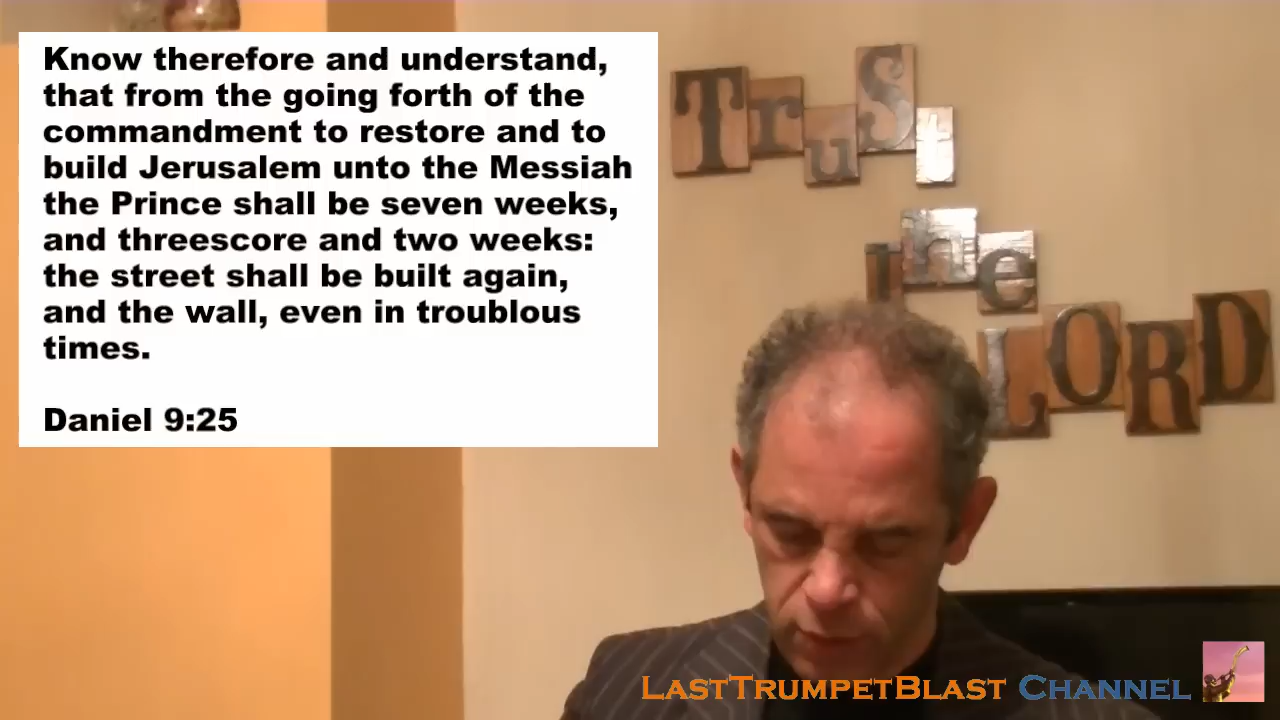 Know therefore and understand,
that from the going forth of the
commandment to restore and to
build Jerusalem unto the Messiah
the Prince shall be seven weeks,
and threescore and two weeks:
the street shall be built again,
and the wall, even in troublous
times.
Daniel 9:25
TruSt
the
LORD
LASTTRUMPETBLAST CHANNEL